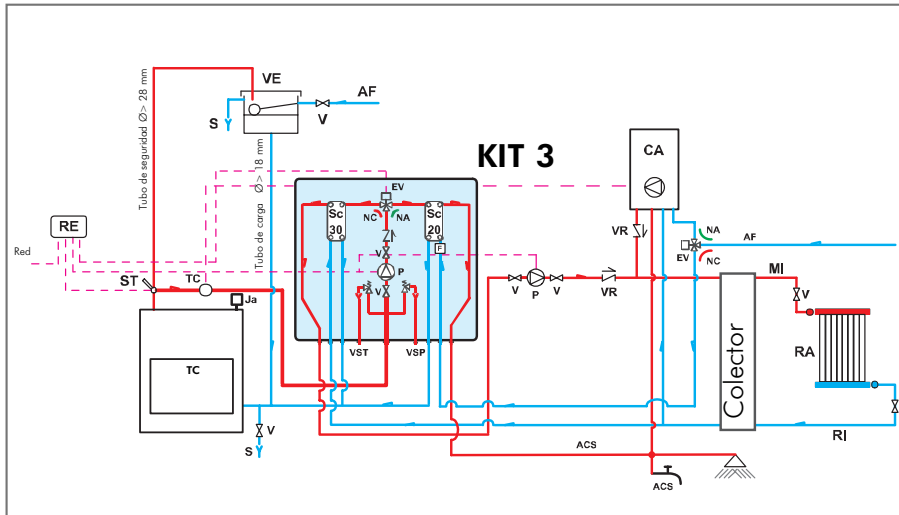 Tubo de seguridad Ø> 28 mm
VE
AF
S
V
Tubo de carga Ø> 18 mm
KIT 3
CA
EV
Sc
30
NC
NA
Sc
20
F
V
P
V
VST
VSP
RE
Red
ST
TC
Ja
TC
V
S
V
P
V
VR
VR
NA
AF
EV
NC
MI
V
Colector
RA
RI
V
ACS
ACS